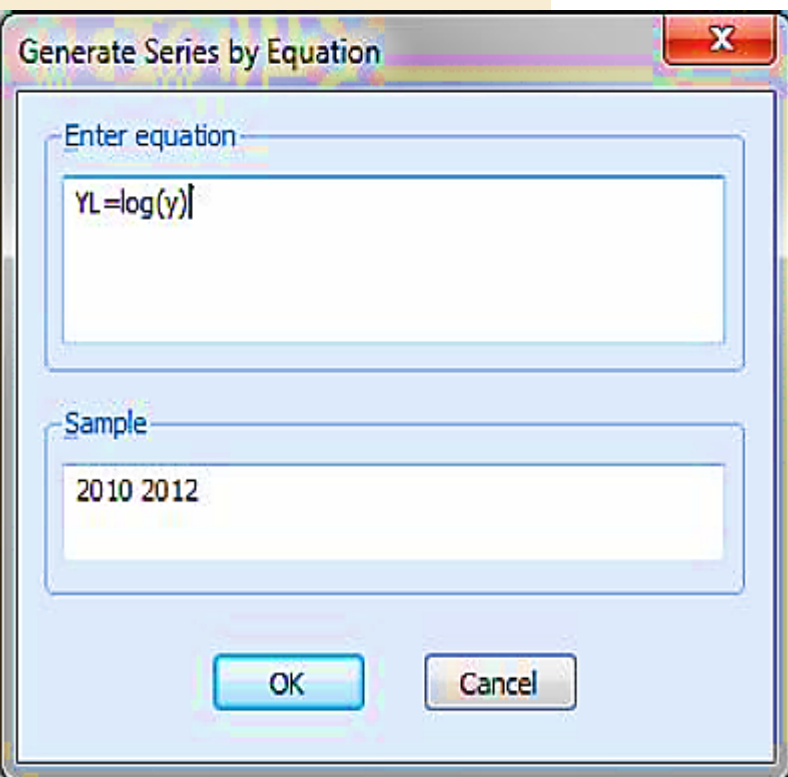 Generate Series by Equation
X
Enter equation
YL=log(y)
Sample
2010 2012
OK
Cancel